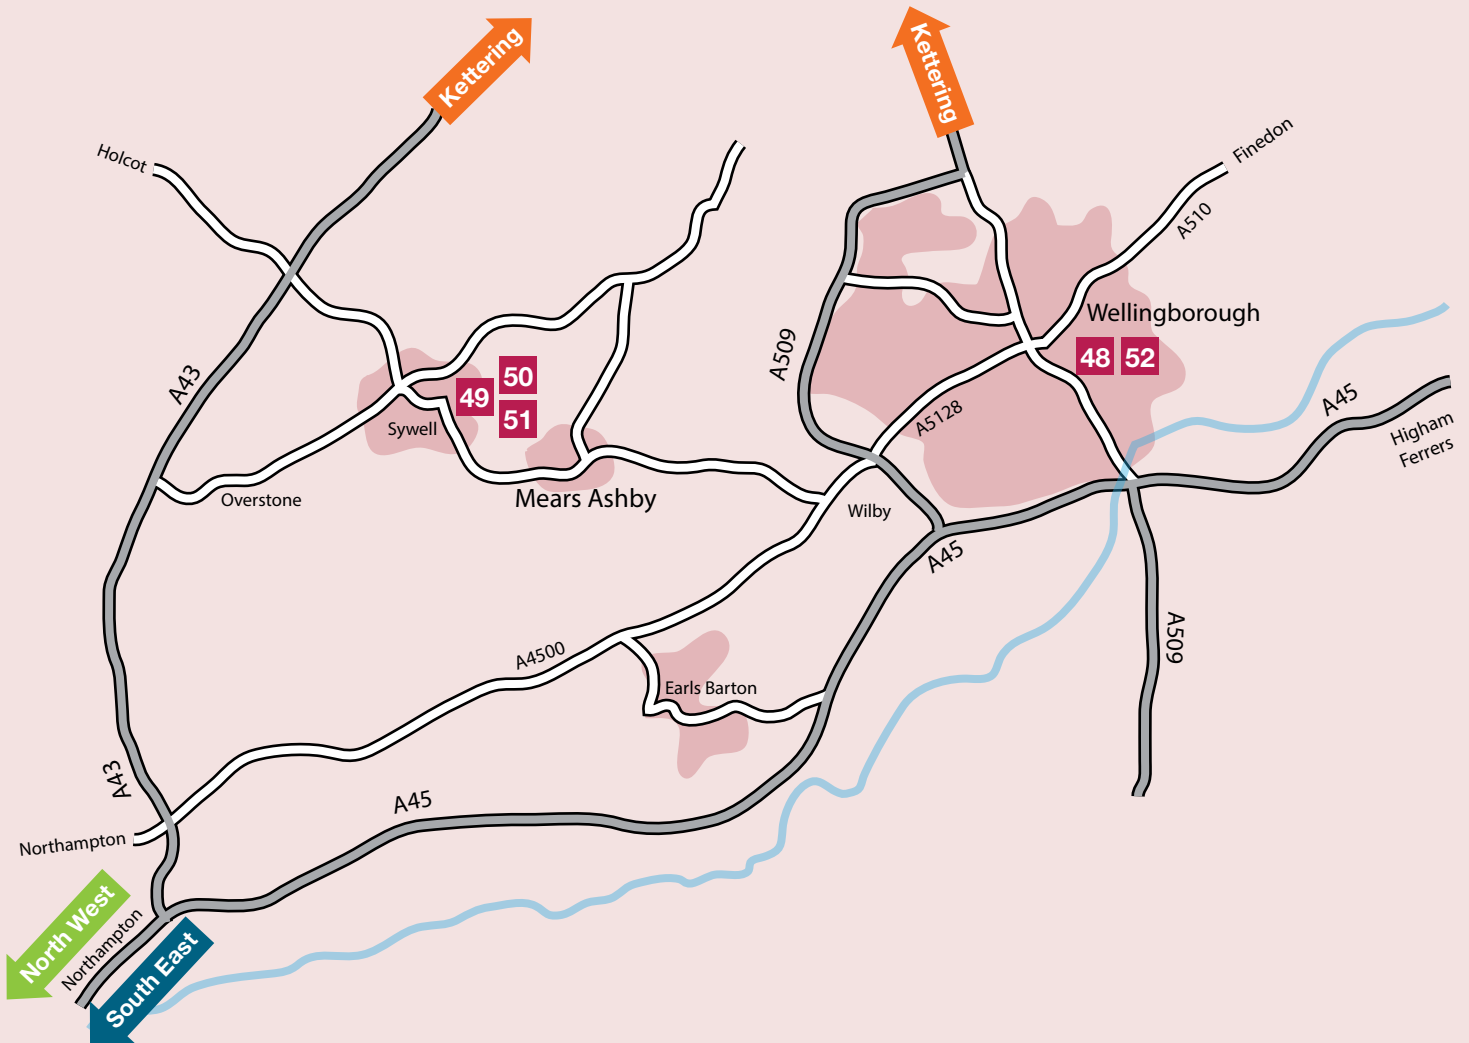 Kettering
Kettering
Holcot
Finedon
A510
Wellingborough
48 52
A509
A43
A45
Higham
Ferrers
50
49
51
Sywell
A5128
Mears Ashby
Overstone
Wilby
A45
A509
A4500
Earls Barton
A43
A45
Northampton
North West
Northampton
South East